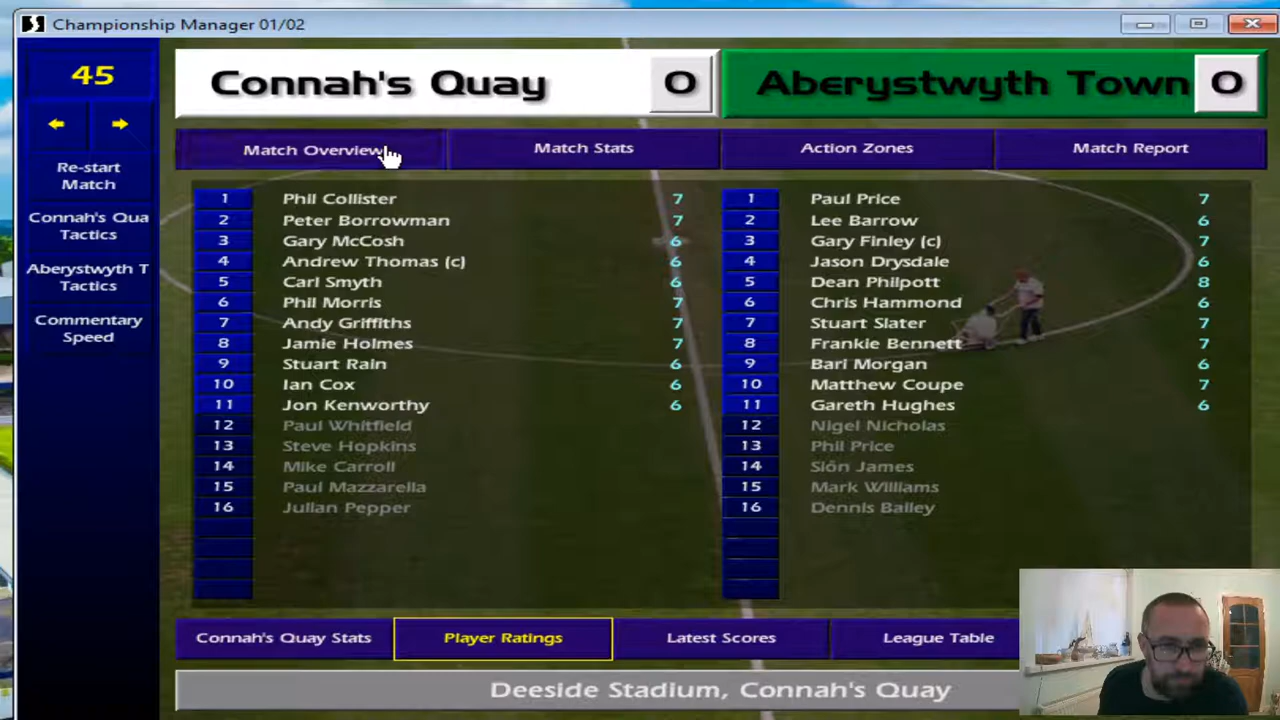 Championship Manager 01/02
45
Connah's Quay 0
Aberystwyth Town 0
Re-start
Match
Connah's Qua
Tactics
Aberystwyth T
Tactics
Commentary
Speed
Match Overview
Match Stats
Action Zones
Match Report
1 Phil Collister 7
2 Peter Borrowman 7
3 Gary McCosh 6
4 Andrew Thomas (c) 6
5 Carl Smyth 6
6 Phil Morris 7
7 Andy Griffiths 7
8 Jamie Holmes 7
9 Stuart Rain 6
10 Ian Cox 6
11 Jon Kenworthy 6
12 Paul Whitfield
13 Steve Hopkins
14 Mike Carroll
15 Paul Mazzarella
16 Julian Pepper
1 Paul Price 7
2 Lee Barrow 6
3 Gary Finley (c) 7
4 Jason Drysdale 6
5 Dean Philpott 8
6 Chris Hammond 6
7 Stuart Slater 7
8 Frankie Bennett 7
9 Bari Morgan 6
10 Matthew Coupe 7
11 Gareth Hughes 6
12 Nigel Nicholas
13 Phil Price
14 Siôn James
15 Mark Williams
16 Dennis Bailey
Connah's Quay Stats
Player Ratings
Latest Scores
League Table
Deeside Stadium, Connah's Quay